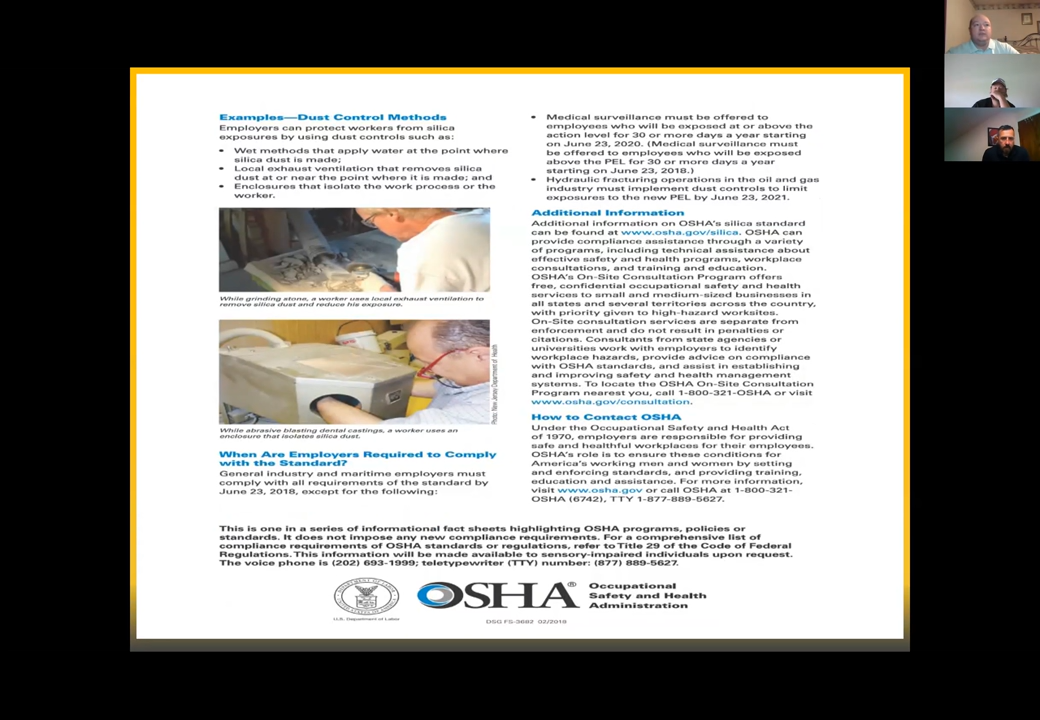 Examples—Dust Control Methods
Employers can protect workers from silica
exposures by using dust controls such as:
• Wet methods that apply water at the point where
silica dust is made;
• Local exhaust ventilation that removes silica
dust at or near the point where it is made; and
• Enclosures that isolate the work process or the
worker.
While grinding stone, a worker uses local exhaust ventilation to
remove silica dust and reduce his exposure.
Photo: New Jersey Department of Health
While abrasive blasting dental castings, a worker uses an
enclosure that isolates silica dust.
When Are Employers Required to Comply
with the Standard?
General industry and maritime employers must
comply with all requirements of the standard by
June 23, 2018, except for the following:
• Medical surveillance must be offered to
employees who will be exposed at or above the
action level for 30 or more days a year starting
on June 23, 2020. (Medical surveillance must
be offered to employees who will be exposed
above the PEL for 30 or more days a year
starting on June 23, 2018.)
• Hydraulic fracturing operations in the oil and gas
industry must implement dust controls to limit
exposures to the new PEL by June 23, 2021.
Additional Information
Additional information on OSHA's silica standard
can be found at www.osha.gov/silica. OSHA can
provide compliance assistance through a variety
of programs, including technical assistance about
effective safety and health programs, workplace
consultations, and training and education.
OSHA's On-Site Consultation Program offers
free, confidential occupational safety and health
services to small and medium-sized businesses in
all states and several territories across the country,
with priority given to high-hazard worksites.
On-Site consultation services are separate from
enforcement and do not result in penalties or
citations. Consultants from state agencies or
universities work with employers to identify
workplace hazards, provide advice on compliance
with OSHA standards, and assist in establishing
and improving safety and health management
systems. To locate the OSHA On-Site Consultation
Program nearest you, call 1-800-321-OSHA or visit
www.osha.gov/consultation.
How to Contact OSHA
Under the Occupational Safety and Health Act
of 1970, employers are responsible for providing
safe and healthful workplaces for their employees.
OSHA's role is to ensure these conditions for
America's working men and women by setting
and enforcing standards, and providing training,
education and assistance. For more information,
visit www.osha.gov or call OSHA at 1-800-321-
OSHA (6742), TTY 1-877-889-5627.
This is one in a series of informational fact sheets highlighting OSHA programs, policies or
standards. It does not impose any new compliance requirements. For a comprehensive list of
compliance requirements of OSHA standards or regulations, refer to Title 29 of the Code of Federal
Regulations. This information will be made available to sensory-impaired individuals upon request.
The voice phone is (202) 693-1999; teletypewriter (TTY) number: (877) 889-5627.
U.S. Department of Labor
OSHA®
Occupational
Safety and Health
Administration
DSG FS-3682 02/2018